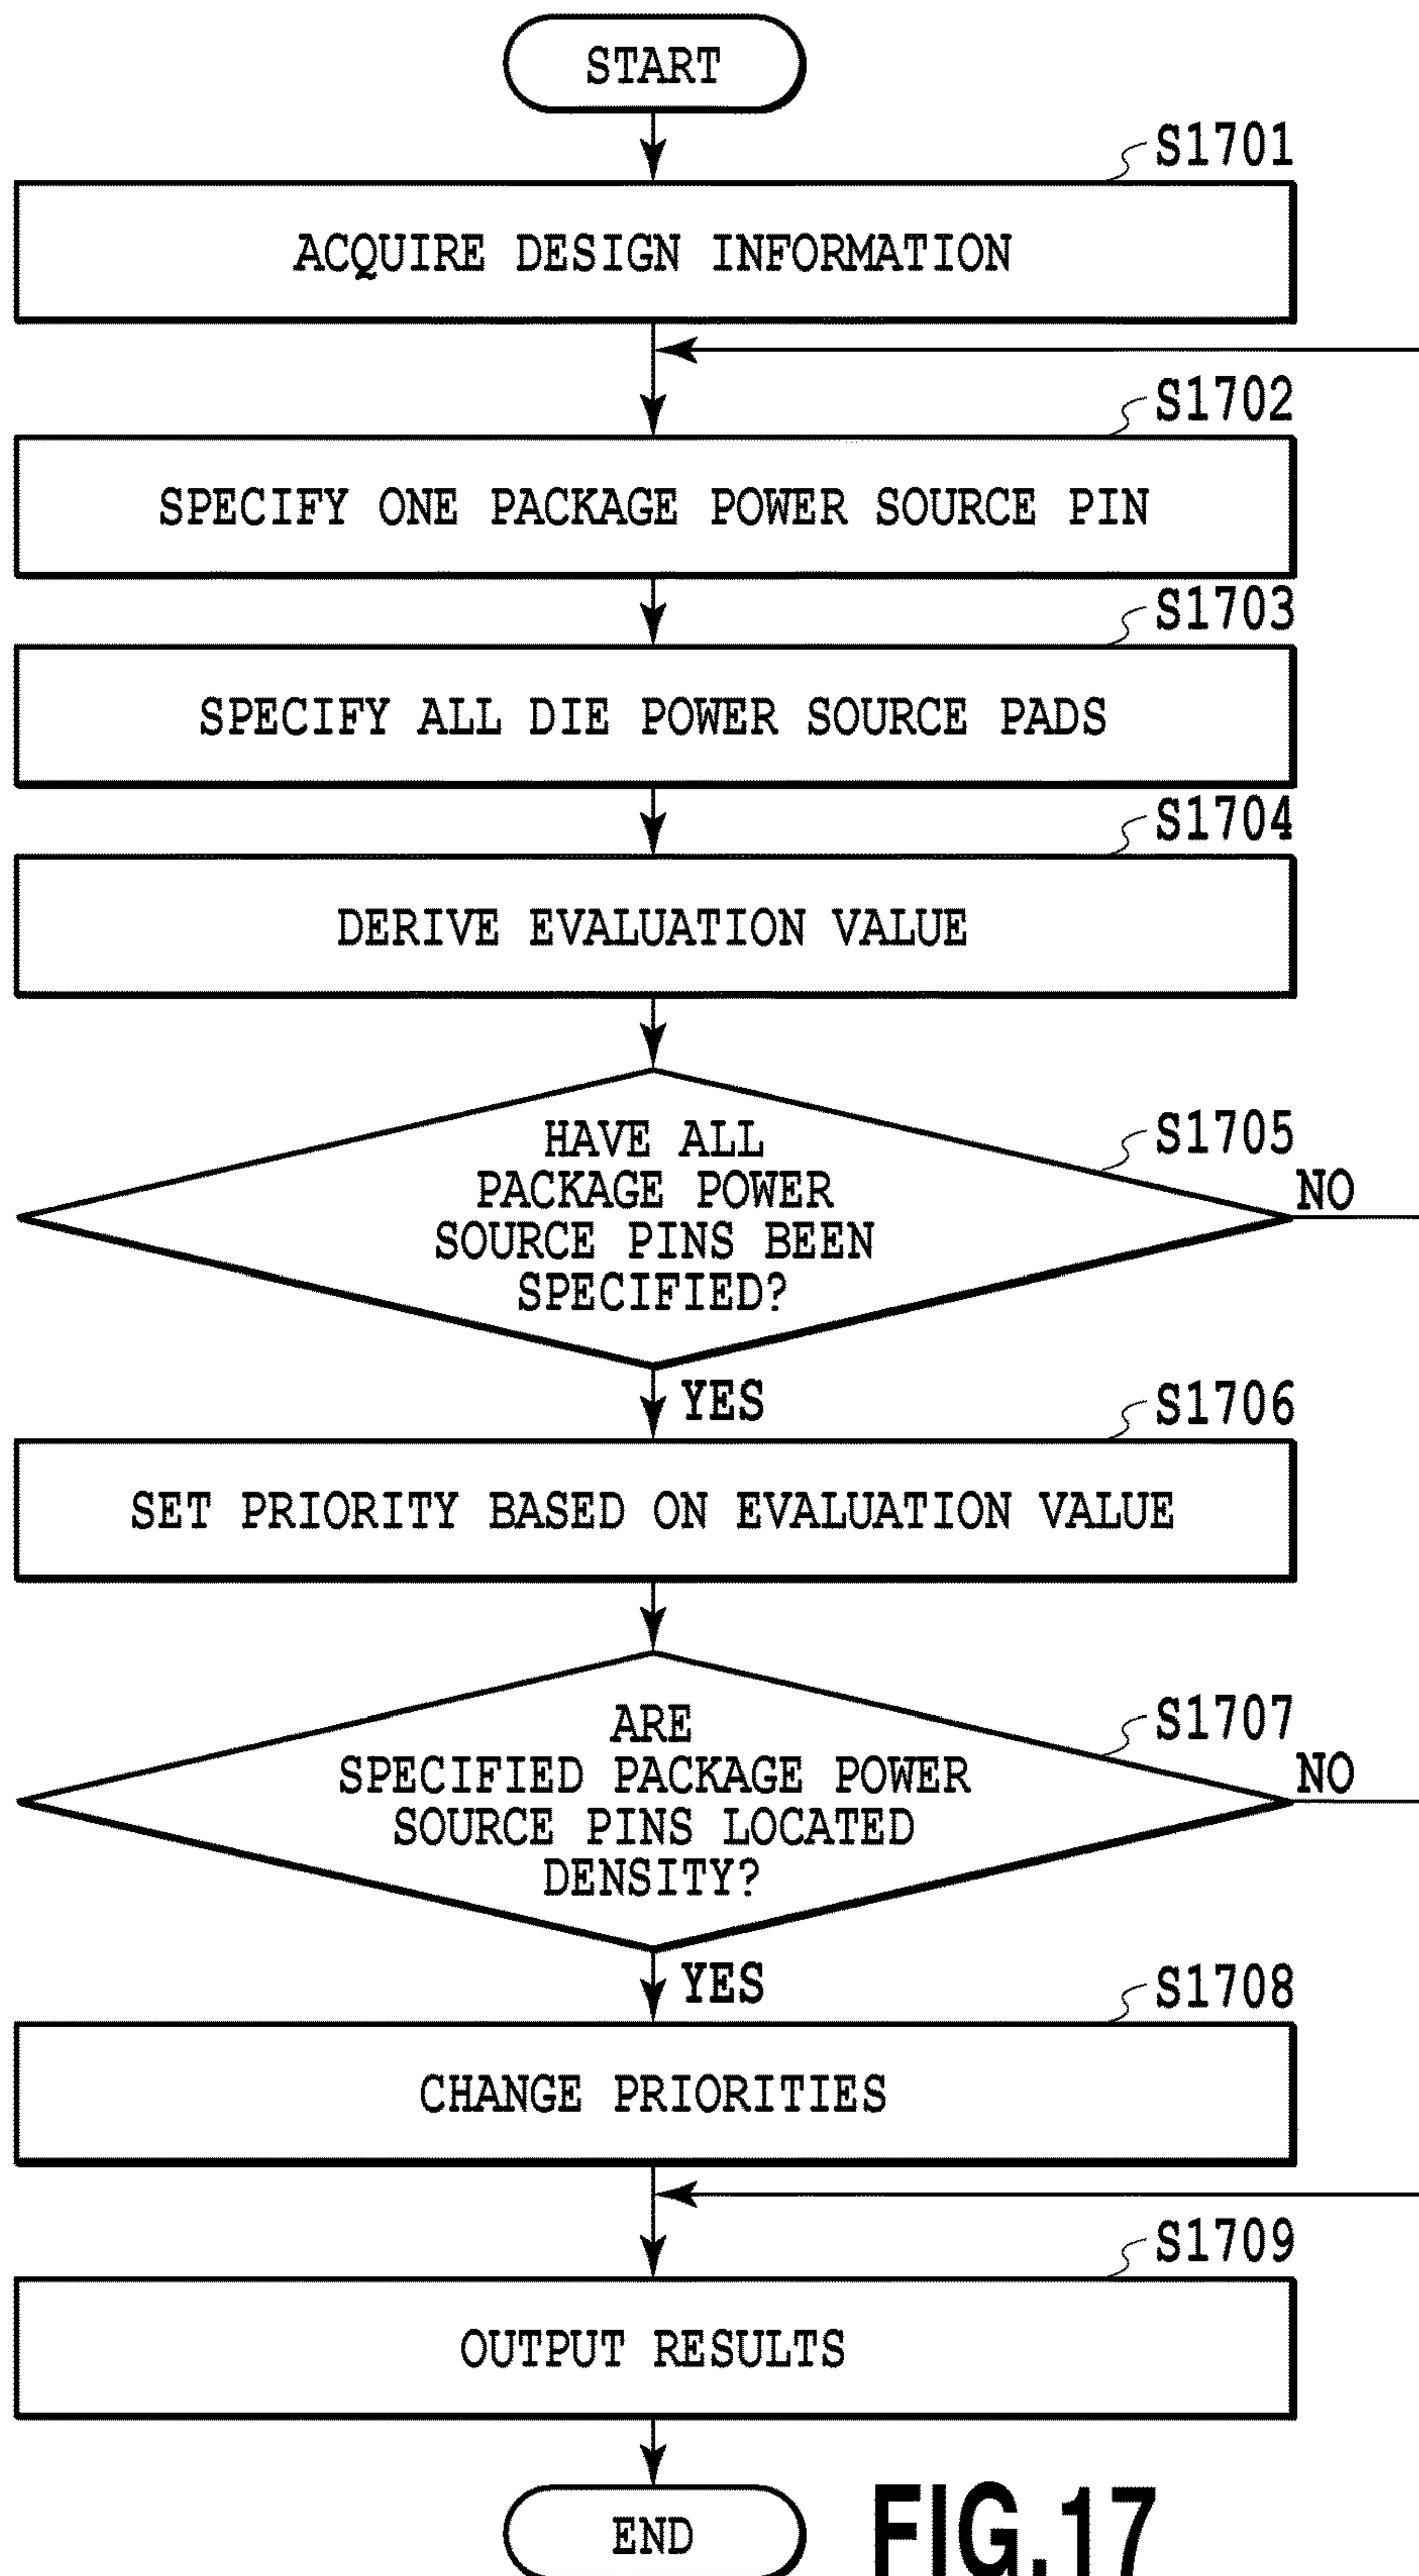 START
S1701
ACQUIRE DESIGN INFORMATION
S1702
SPECIFY ONE PACKAGE POWER SOURCE PIN
S1703
SPECIFY ALL DIE POWER SOURCE PADS
S1704
DERIVE EVALUATION VALUE
S1705
HAVE ALL
PACKAGE POWER
SOURCE PINS BEEN
SPECIFIED?
NO
YES
S1706
SET PRIORITY BASED ON EVALUATION VALUE
S1707
ARE
SPECIFIED PACKAGE POWER
SOURCE PINS LOCATED
DENSITY?
NO
YES
S1708
CHANGE PRIORITIES
S1709
OUTPUT RESULTS
END
FIG.17